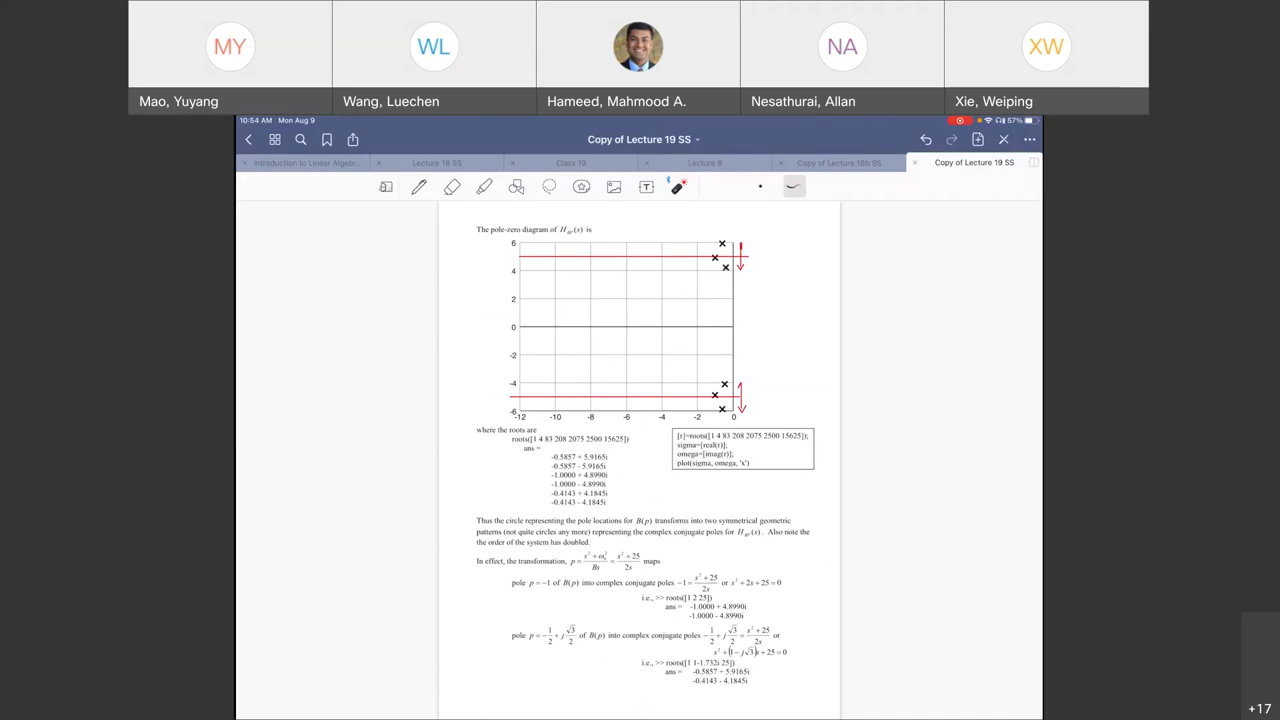 MY
WL
NA
XW
Mao, Yuyang
Wang, Luechen
Hameed, Mahmood A.
Nesathurai, Allan
Xie, Weiping
10:54 AM Mon Aug 9
57%
Copy of Lecture 19 SS
Introduction to Linear Algebr...
Lecture 18 SS
Class 19
Lecture 8
Copy of Lecture 16b SS
Copy of Lecture 19 SS
The pole-zero diagram of H_BP(s) is
6
4
2
0
-2
-4
-6
-12 -10 -8 -6 -4 -2 0
where the roots are
roots([1 4 83 208 2075 2500 15625])
ans =
-0.5857 + 5.9165i
-0.5857 - 5.9165i
-1.0000 + 4.8990i
-1.0000 - 4.8990i
-0.4143 + 4.1845i
-0.4143 - 4.1845i
[r]=roots([1 4 83 208 2075 2500 15625]);
sigma=[real(r)];
omega=[imag(r)];
plot(sigma, omega, 'x')
Thus the circle representing the pole locations for B(p) transforms into two symmetrical geometric
patterns (not quite circles any more) representing the complex conjugate poles for H_BP(s). Also note the
the order of the system has doubled.
In effect, the transformation, p = (s² + ω₀²)/Bs = (s² + 25)/2s maps
pole p = −1 of B(p) into complex conjugate poles −1 = (s² + 25)/2s or s² + 2s + 25 = 0
i.e., >> roots([1 2 25])
ans = -1.0000 + 4.8990i
-1.0000 - 4.8990i
pole p = −1/2 + j√3/2 of B(p) into complex conjugate poles −1/2 + j√3/2 = (s² + 25)/2s or
s² + (1 − j√3)s + 25 = 0
i.e., >> roots([1 1-1.732i 25])
ans = -0.5857 + 5.9165i
-0.4143 - 4.1845i
+17